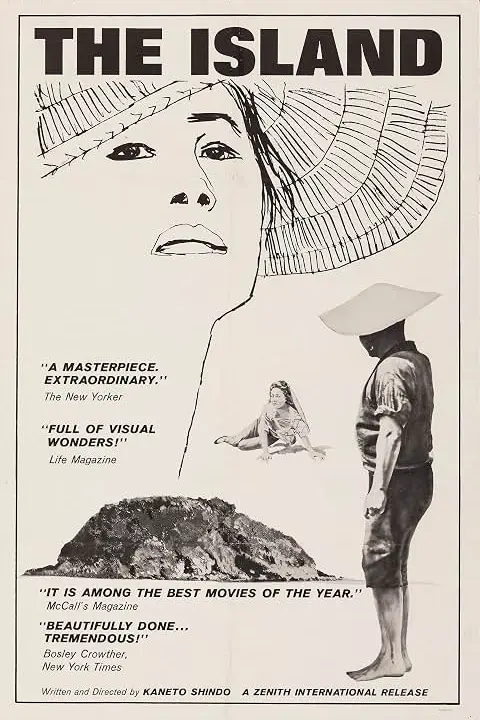 THE ISLAND
"A MASTERPIECE.
EXTRAORDINARY."
The New Yorker
"FULL OF VISUAL
WONDERS!"
Life Magazine
"IT IS AMONG THE BEST MOVIES OF THE YEAR."
McCall's Magazine
"BEAUTIFULLY DONE...
TREMENDOUS!"
Bosley Crowther,
New York Times
Written and Directed by KANETO SHINDO A ZENITH INTERNATIONAL RELEASE